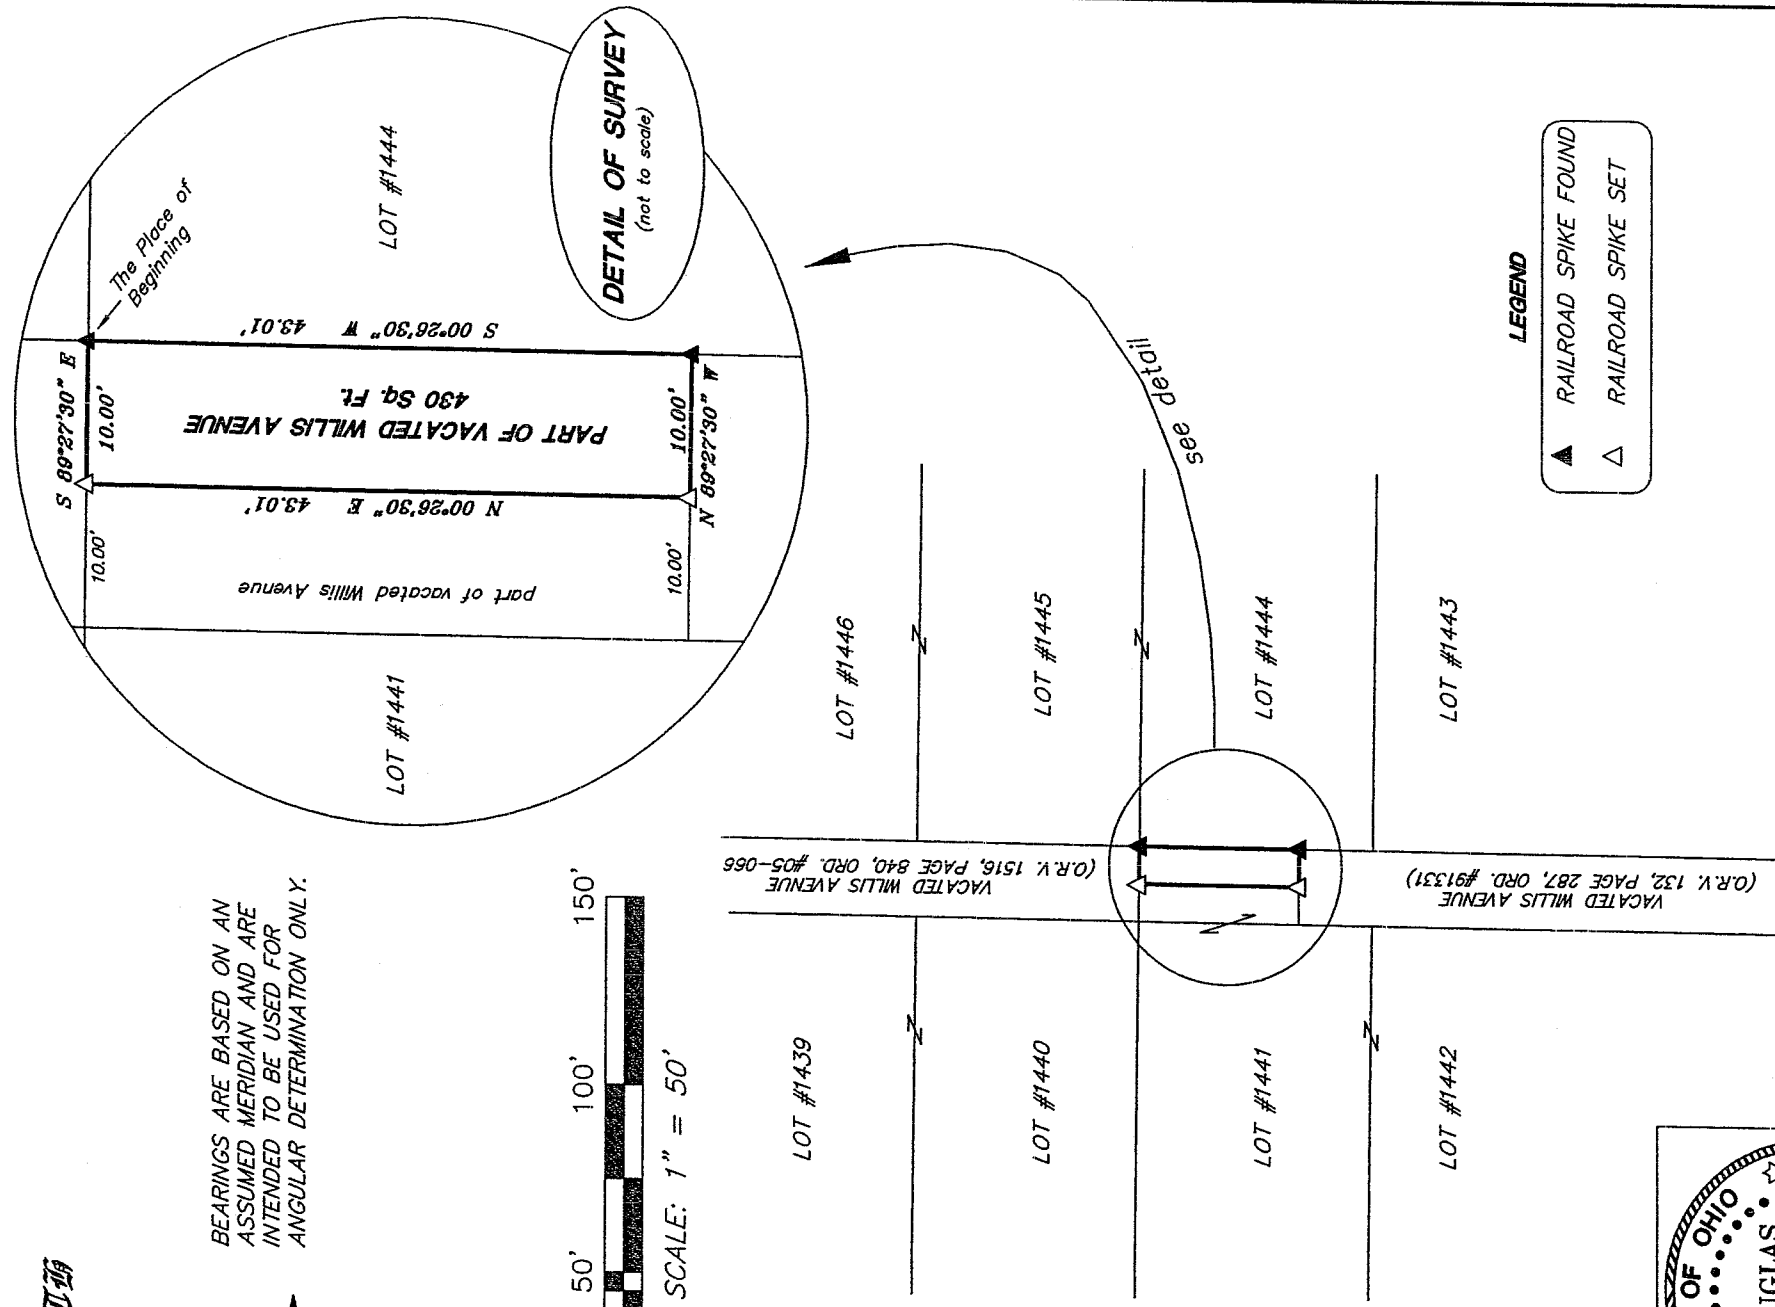 BEARINGS ARE BASED ON AN
ASSUMED MERIDIAN AND ARE
INTENDED TO BE USED FOR
ANGULAR DETERMINATION ONLY.
50'
100'
150'
SCALE: 1" = 50'
LOT #1441
LOT #1444
The Place of
Beginning
S 89°27'30" E
10.00'
10.00'
S 00°26'30" W 43.01'
PART OF VACATED WILLIS AVENUE
430 Sq. Ft.
N 00°26'30" E 43.01'
part of vacated Willis Avenue
10.00'
10.00'
N 89°27'30" W
DETAIL OF SURVEY
(not to scale)
see detail
LOT #1439
LOT #1446
LOT #1440
LOT #1445
LOT #1441
LOT #1444
LOT #1442
LOT #1443
VACATED WILLIS AVENUE
(O.R.V. 1516, PAGE 840, ORD. #05-066
VACATED WILLIS AVENUE
(O.R.V. 132, PAGE 287, ORD. #91331)
LEGEND
RAILROAD SPIKE FOUND
RAILROAD SPIKE SET
OF OHIO